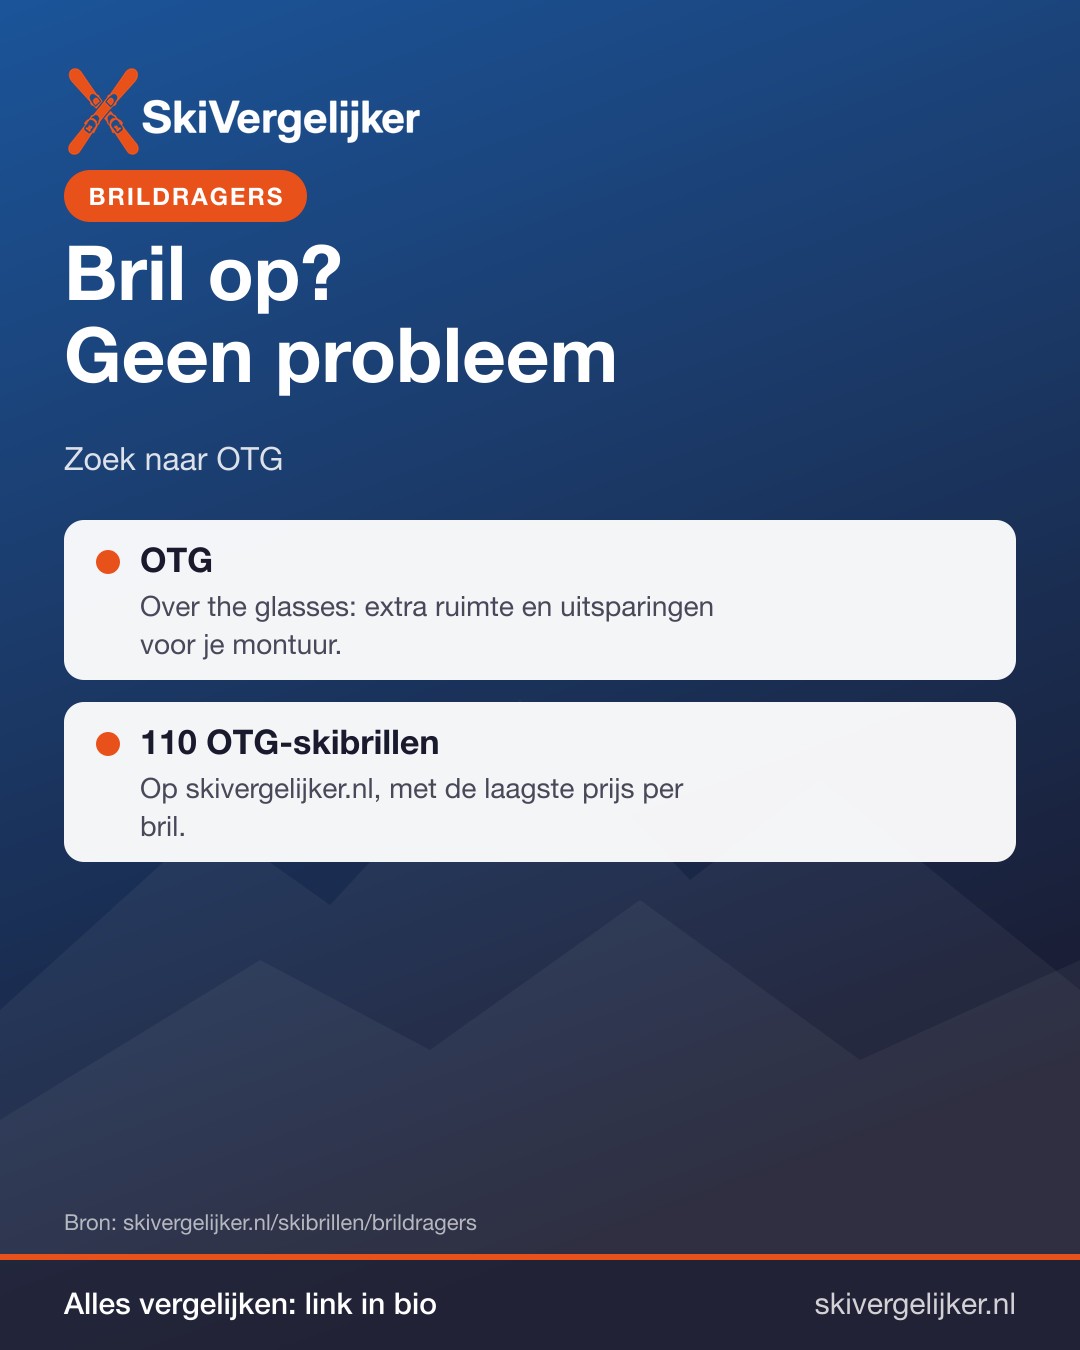 SkiVergelijker
BRILDRAGERS
Bril op?
Geen probleem
Zoek naar OTG
OTG
Over the glasses: extra ruimte en uitsparingen
voor je montuur.
110 OTG-skibrillen
Op skivergelijker.nl, met de laagste prijs per
bril.
Bron: skivergelijker.nl/skibrillen/brildragers
Alles vergelijken: link in bio
skivergelijker.nl